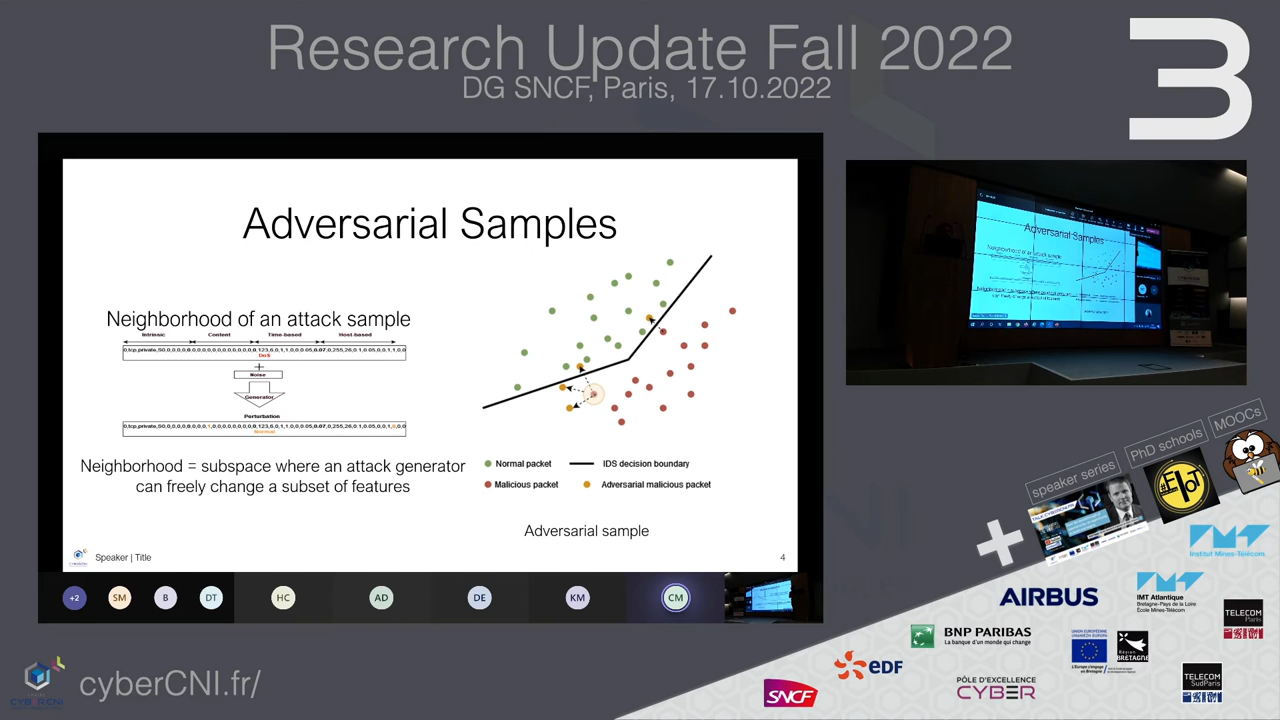 Research Update Fall 2022
DG SNCF, Paris, 17.10.2022
3
Adversarial Samples
Neighborhood of an attack sample
Intrinsic Content Time-based Host-based
DoS
Noise
Generator
Perturbation
Normal
Neighborhood = subspace where an attack generator
can freely change a subset of features
Normal packet IDS decision boundary
Malicious packet Adversarial malicious packet
Adversarial sample
Speaker | Title
4
+2 SM B DT HC AD DE KM CM
Adversarial Samples
speaker series
PhD schools
MOOCs
Institut Mines-Télécom
AIRBUS
IMT Atlantique
Bretagne-Pays de la Loire
École Mines-Télécom
TELECOM
Paris
BNP PARIBAS
La banque d'un monde qui change
UNION EUROPÉENNE
Région
BRETAGNE
EDF
PÔLE D'EXCELLENCE
CYBER
TELECOM
SudParis
SNCF
CYBERCNI
cyberCNI.fr/